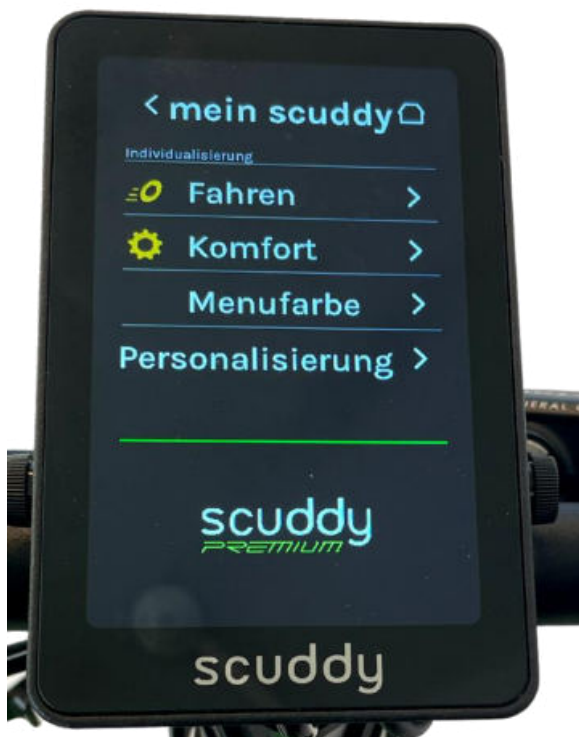 mein scuddy
Individualisierung
Fahren
Komfort
Menufarbe
Personalisierung
scuddy
PREMIUM
scuddy